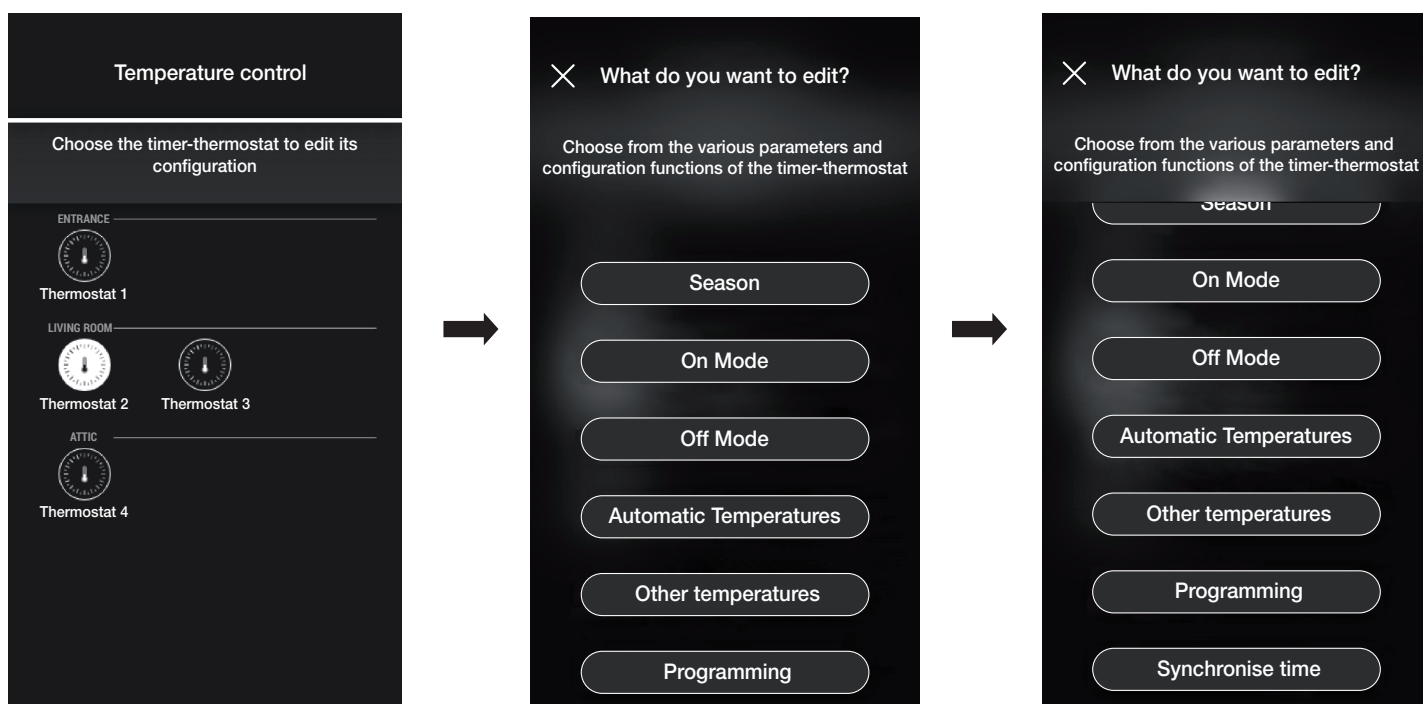 Temperature control
Choose the timer-thermostat to edit its
configuration
ENTRANCE
Thermostat 1
LIVING ROOM
Thermostat 2
Thermostat 3
ATTIC
Thermostat 4
What do you want to edit?
Choose from the various parameters and
configuration functions of the timer-thermostat
Season
On Mode
Off Mode
Automatic Temperatures
Other temperatures
Programming
What do you want to edit?
Choose from the various parameters and
configuration functions of the timer-thermostat
Season
On Mode
Off Mode
Automatic Temperatures
Other temperatures
Programming
Synchronise time